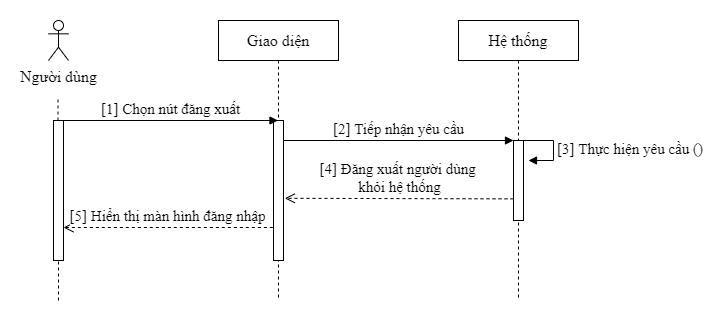 Giao diện
Hệ thống
Người dùng
[1] Chọn nút đăng xuất
[2] Tiếp nhận yêu cầu
[3] Thực hiện yêu cầu ()
[4] Đăng xuất người dùng
khỏi hệ thống
[5] Hiển thị màn hình đăng nhập